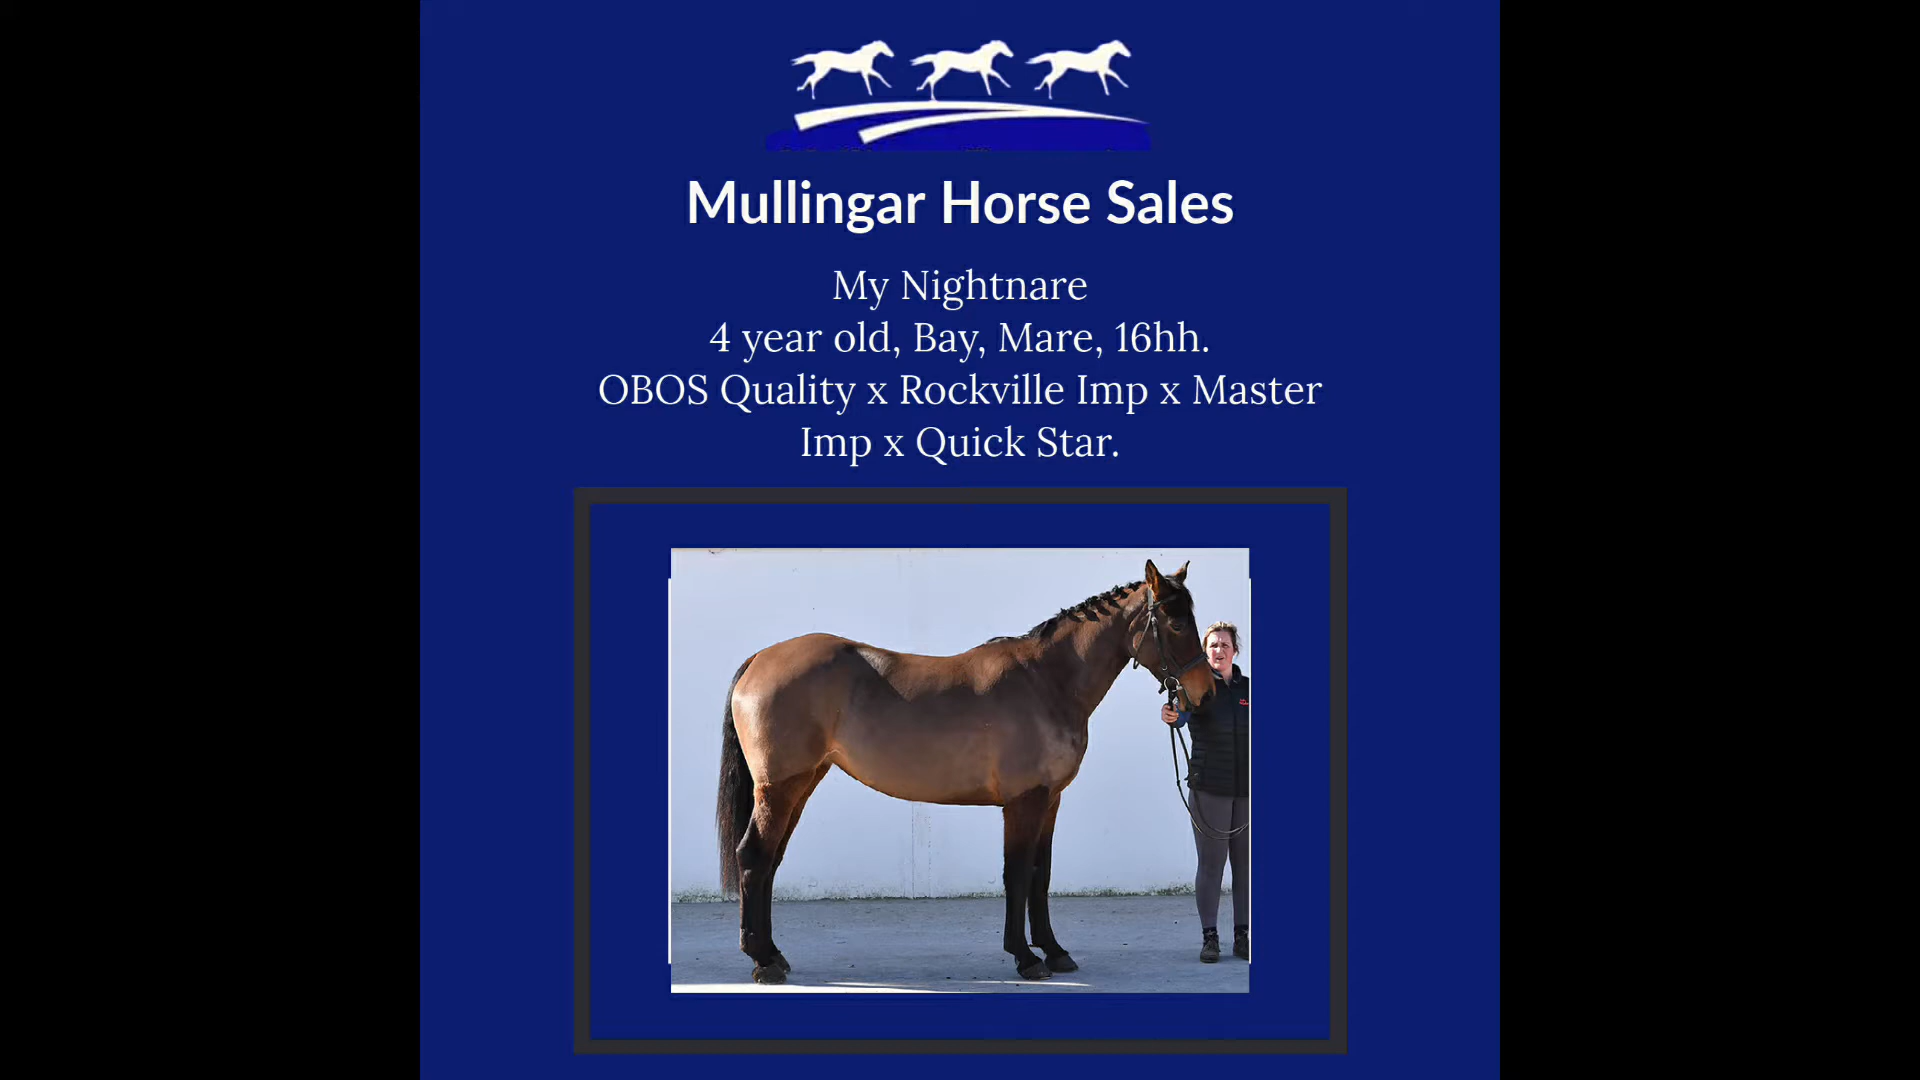 Mullingar Horse Sales
My Nightnare
4 year old, Bay, Mare, 16hh.
OBOS Quality x Rockville Imp x Master
Imp x Quick Star.